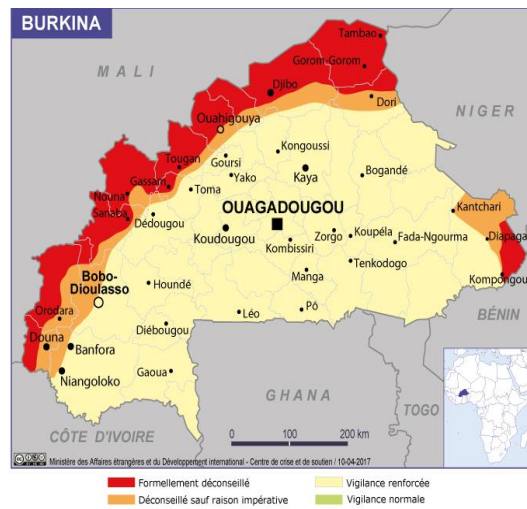 BURKINA
MALI
NIGER
Tambao
Gorom-Gorom
Djibo
Dori
Ouahigouya
Kongoussi
Tougan
Goursi
Gassam
Yako
Kaya
Bogandé
Nouna
Toma
Sanaba
Dédougou
OUAGADOUGOU
Kantchari
Koudougou
Zorgo
Koupéla
Diapaga
Kombissiri
Fada-Ngourma
Tenkodogo
Bobo-
Dioulasso
Houndé
Manga
Kompongou
Orodara
Léo
Pô
BÉNIN
Douna
Diébougou
Banfora
Niangoloko
Gaoua
GHANA
TOGO
CÔTE D'IVOIRE
0 100 200 km
Ministère des Affaires étrangères et du Développement international - Centre de crise et de soutien / 10-04-2017
Formellement déconseillé
Vigilance renforcée
Déconseillé sauf raison impérative
Vigilance normale